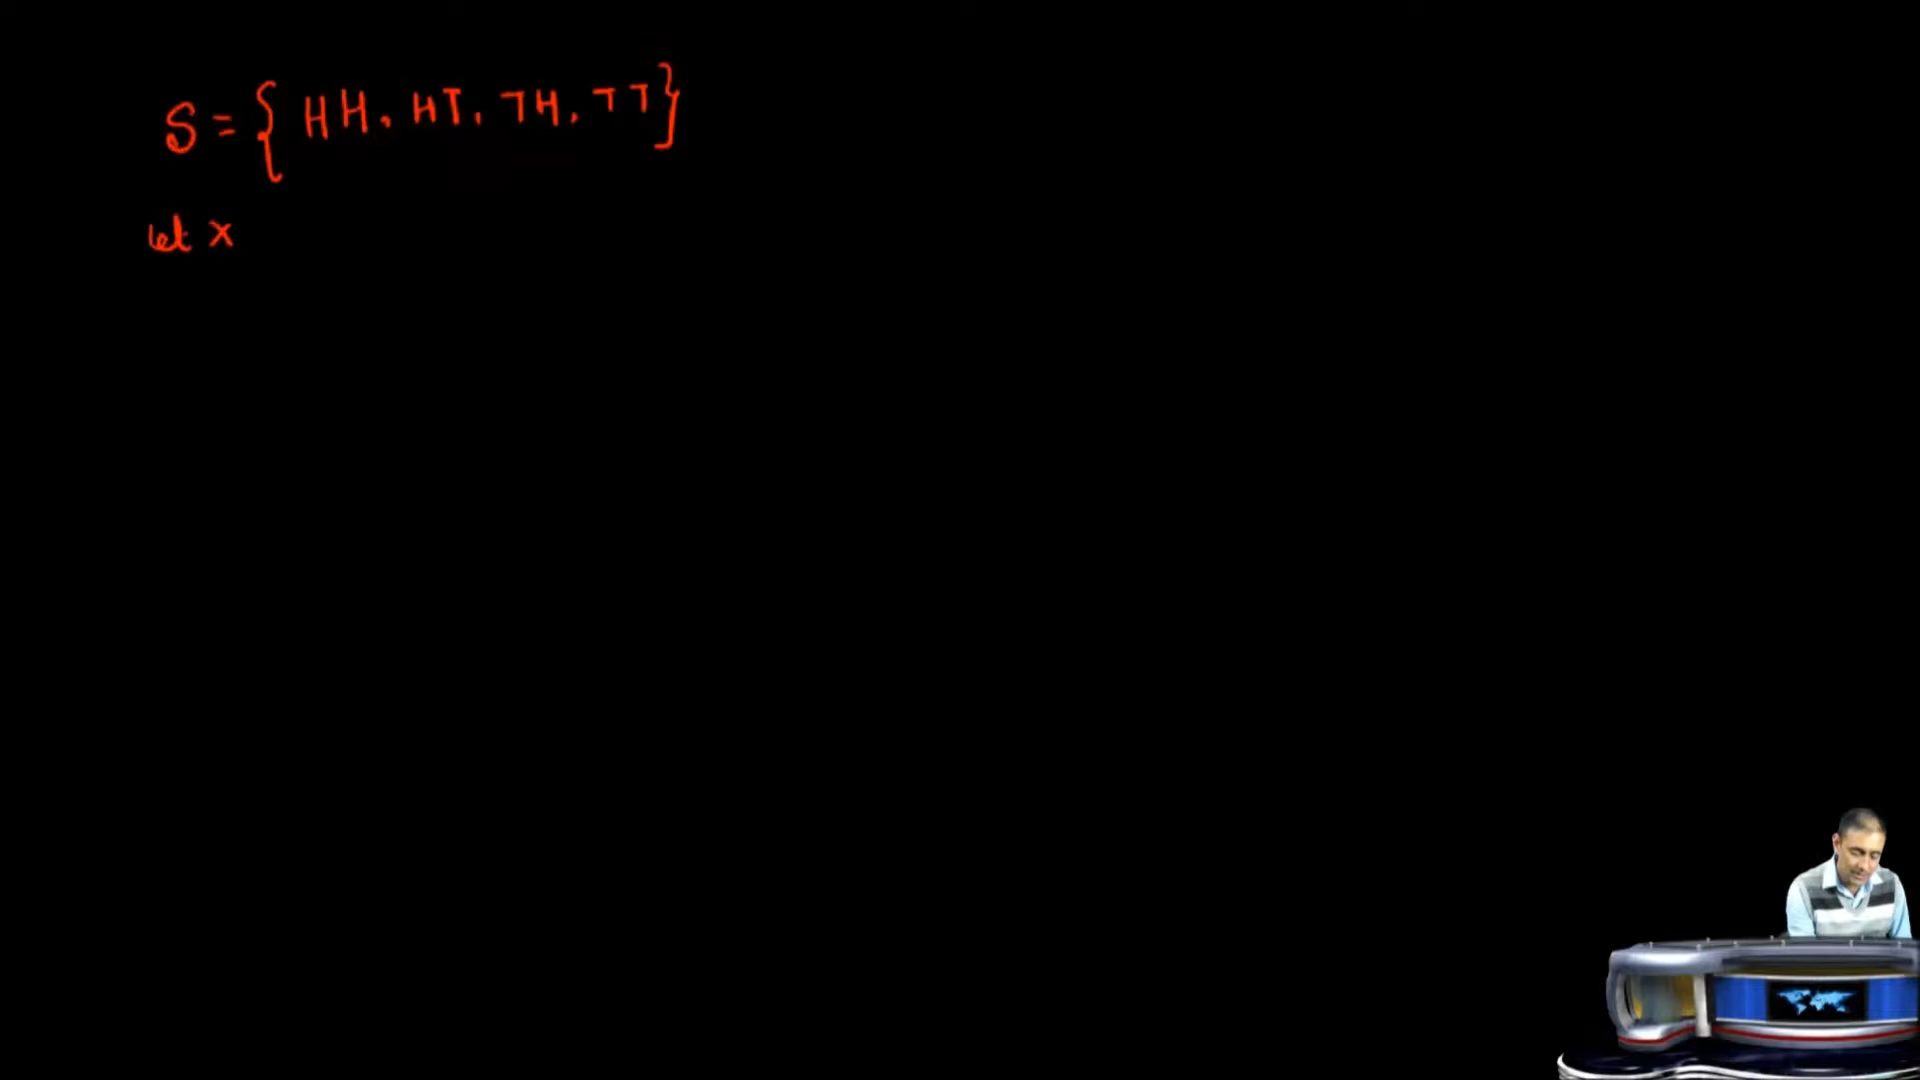 S = { HH, HT, TH, TT }
let x